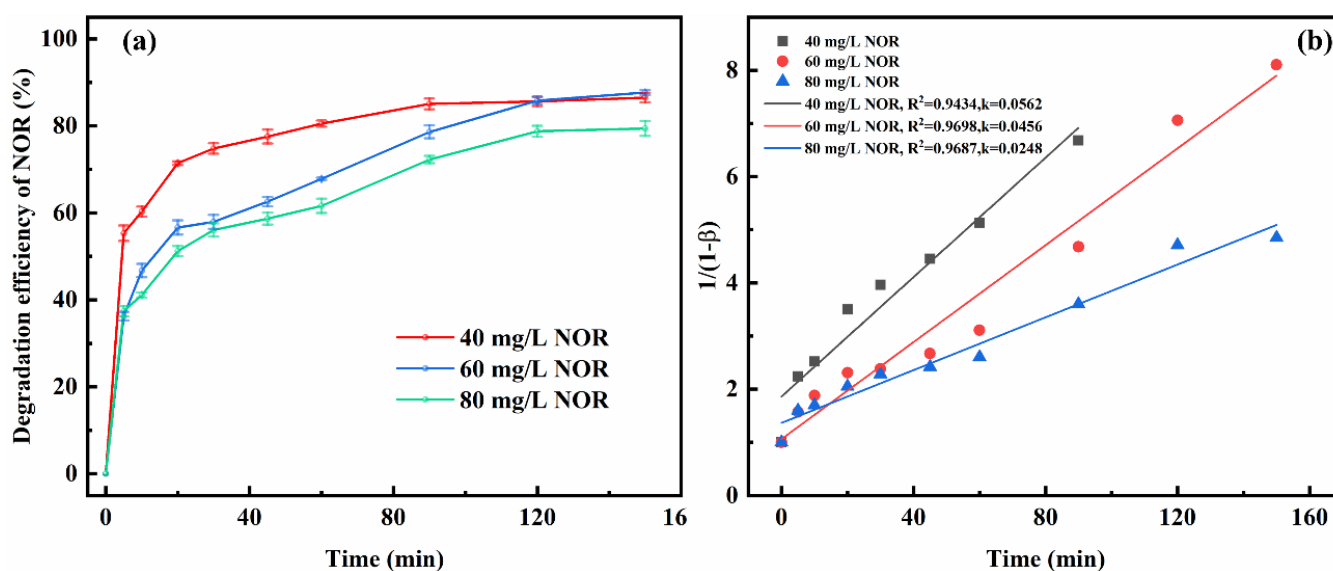 (a)
Degradation efficiency of NOR (%)
100
80
60
40
20
0
40 mg/L NOR
60 mg/L NOR
80 mg/L NOR
0
40
80
120
16
Time (min)
(b)
1/(1-β)
8
6
4
2
0
40 mg/L NOR
60 mg/L NOR
80 mg/L NOR
40 mg/L NOR, R²=0.9434,k=0.0562
60 mg/L NOR, R²=0.9698,k=0.0456
80 mg/L NOR, R²=0.9687,k=0.0248
0
40
80
120
160
Time (min)